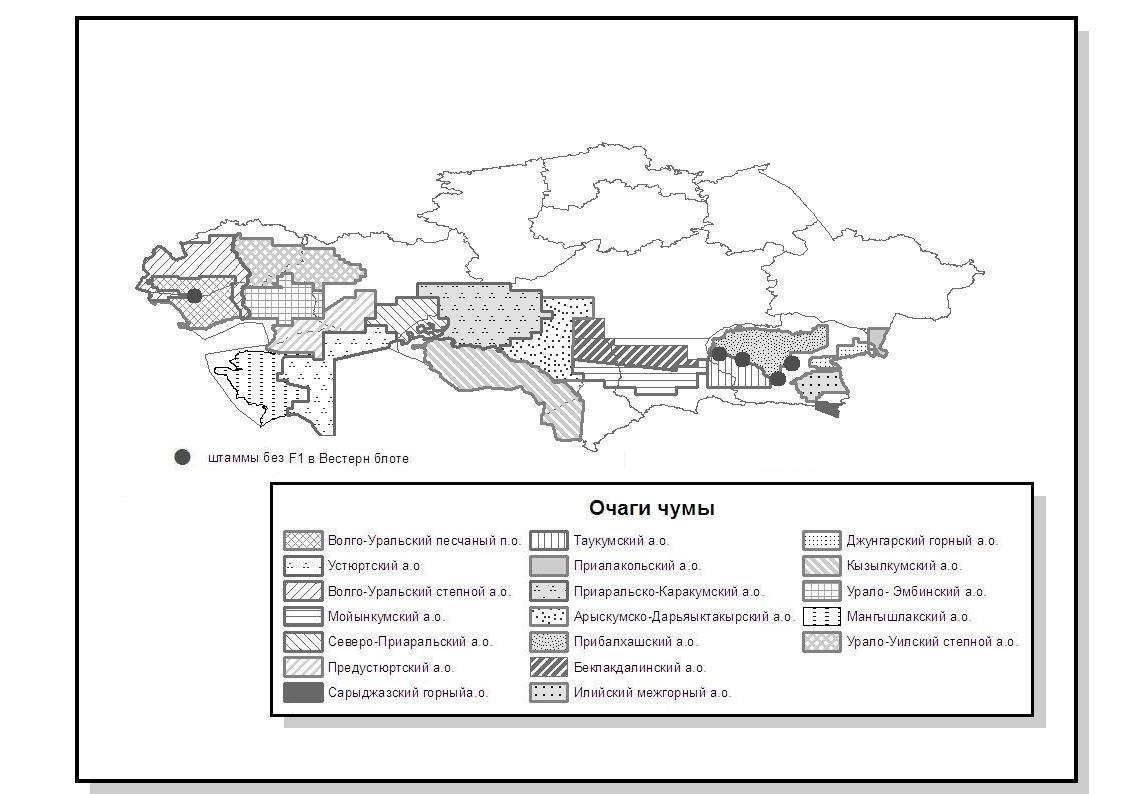 штаммы без F1 в Вестерн блоте
Очаги чумы
Волго-Уральский песчаный п.о.
Устюртский а.о
Волго-Уральский степной а.о.
Мойынкумский а.о.
Северо-Приаральский а.о.
Предустюртский а.о.
Сарыджазский горныйа.о.
Таукумский а.о.
Приалакольский а.о.
Приаральско-Каракумский а.о.
Арыскумско-Дарьяыктакырский а.о.
Прибалхашский а.о.
Бекпакдалинский а.о.
Илийский межгорный а.о.
Джунгарский горный а.о.
Кызылкумский а.о.
Урало- Эмбинский а.о.
Мангышлакский а.о.
Урало-Уилский степной а.о.